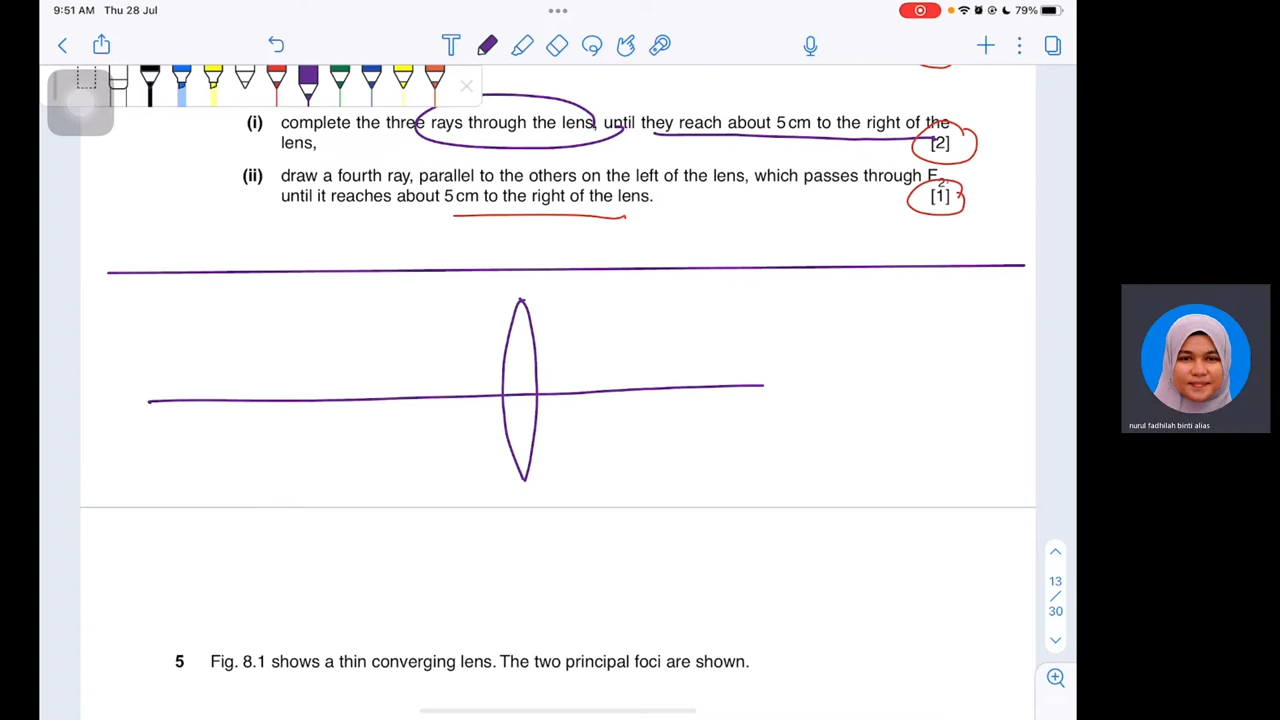 9:51 AM Thu 28 Jul
79%
(i) complete the three rays through the lens, until they reach about 5 cm to the right of the
lens, [2]
(ii) draw a fourth ray, parallel to the others on the left of the lens, which passes through F2,
until it reaches about 5 cm to the right of the lens. [1]
nurul fadhilah binti alias
13
/
30
5 Fig. 8.1 shows a thin converging lens. The two principal foci are shown.